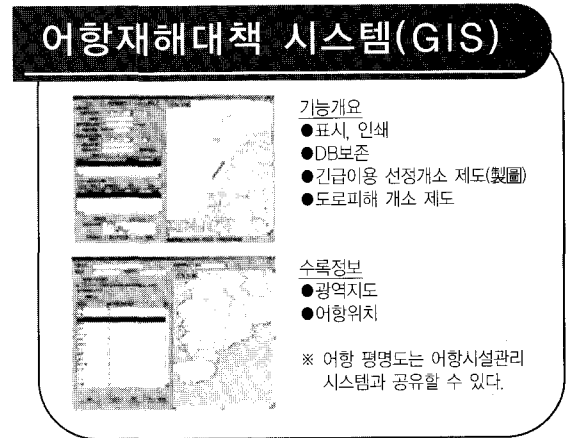 어항재해대책 시스템(GIS)
기능개요
●표시, 인쇄
●DB보존
●긴급이용 선정개소 제도(製圖)
●도로피해 개소 제도
수록정보
●광역지도
●어항위치
※ 어항 평명도는 어항시설관리
시스템과 공유할 수 있다.